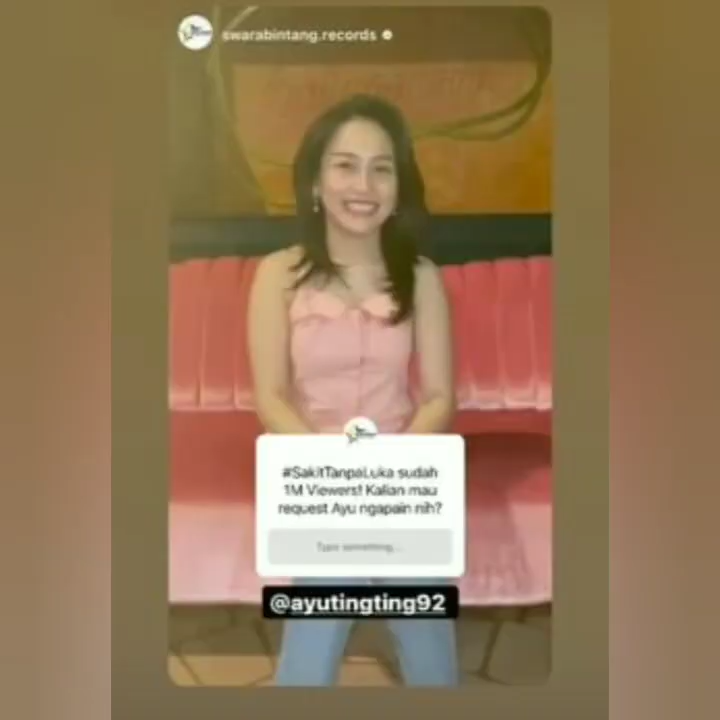 swarabintang.records
#SakitTanpaLuka sudah
1M Viewers! Kalian mau
request Ayu ngapain nih?
Type something...
@ayutingting92